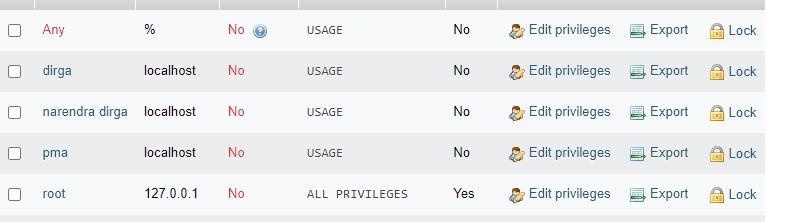 Any % No USAGE No Edit privileges Export Lock
dirga localhost No USAGE No Edit privileges Export Lock
narendra dirga localhost No USAGE No Edit privileges Export Lock
pma localhost No USAGE No Edit privileges Export Lock
root 127.0.0.1 No ALL PRIVILEGES Yes Edit privileges Export Lock